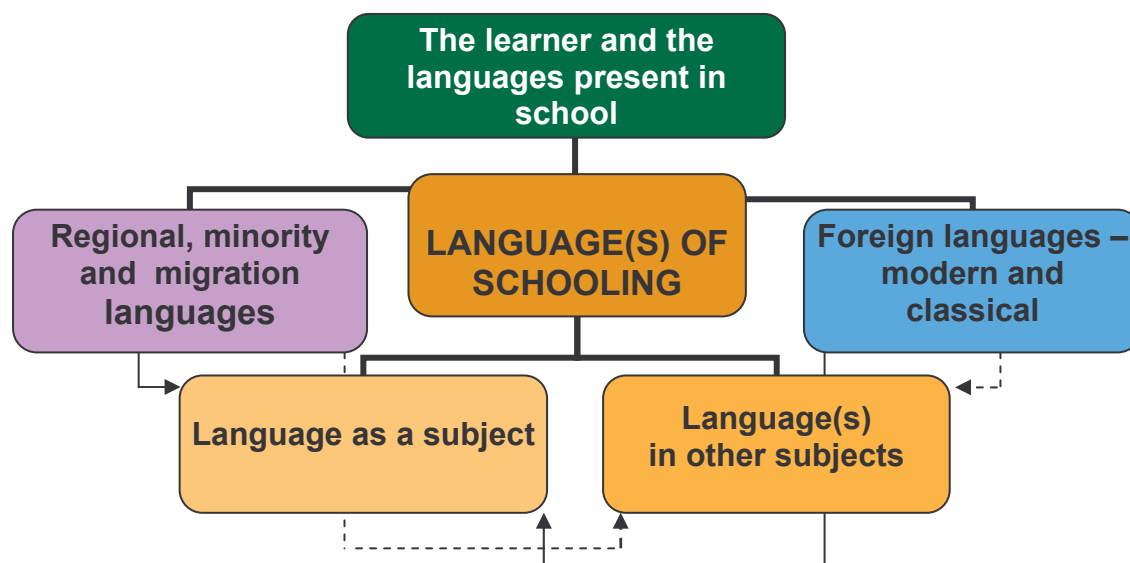 The learner and the
languages present in
school
Regional, minority
and migration
languages
LANGUAGE(S) OF
SCHOOLING
Foreign languages –
modern and
classical
Language as a subject
Language(s)
in other subjects